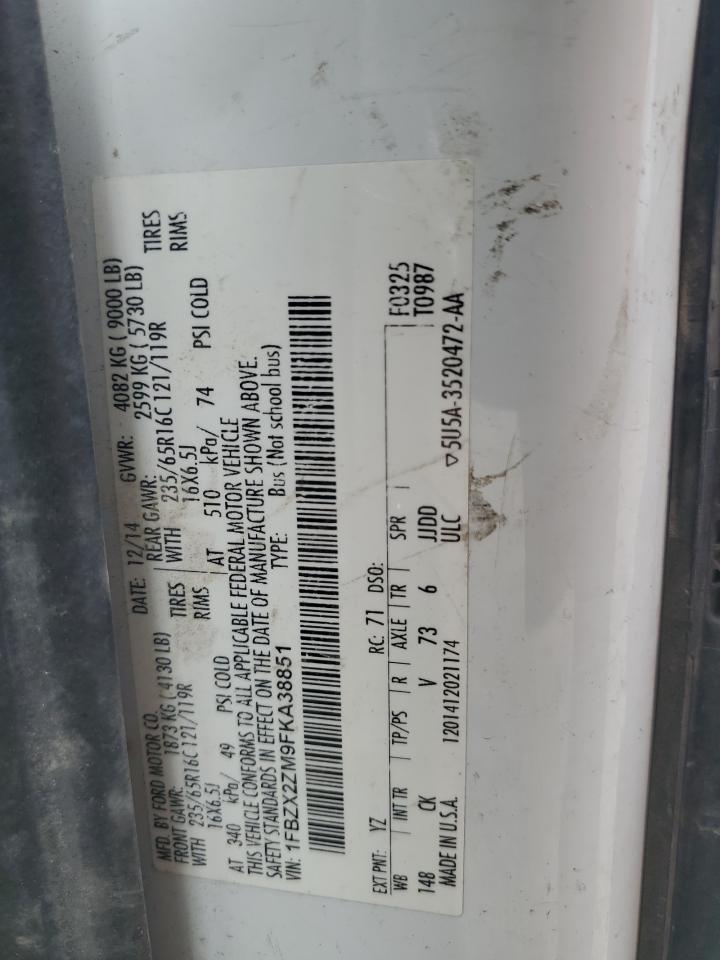 MFD. BY FORD MOTOR CO. DATE: 12/14 GVWR: 4082 KG ( 9000 LB)
FRONT GAWR: 1873 KG ( 4130 LB) REAR GAWR: 2599 KG ( 5730 LB)
WITH 235/65R16C 121/119R TIRES WITH 235/65R16C 121/119R TIRES
16X6.5J RIMS 16X6.5J RIMS
AT 340 kPa/ 49 PSI COLD AT 510 kPa/ 74 PSI COLD
THIS VEHICLE CONFORMS TO ALL APPLICABLE FEDERAL MOTOR VEHICLE
SAFETY STANDARDS IN EFFECT ON THE DATE OF MANUFACTURE SHOWN ABOVE.
VIN: 1FBZX2ZM9FKA38851 TYPE: Bus (Not school bus)
F0325
T0987
EXT PNT: YZ RC: 71 DSO:
WB INT TR TP/PS R AXLE TR SPR
148 CK V 73 6 JJDD
MADE IN U.S.A. 1201412021174 ULC
▽5U5A-3520472-AA